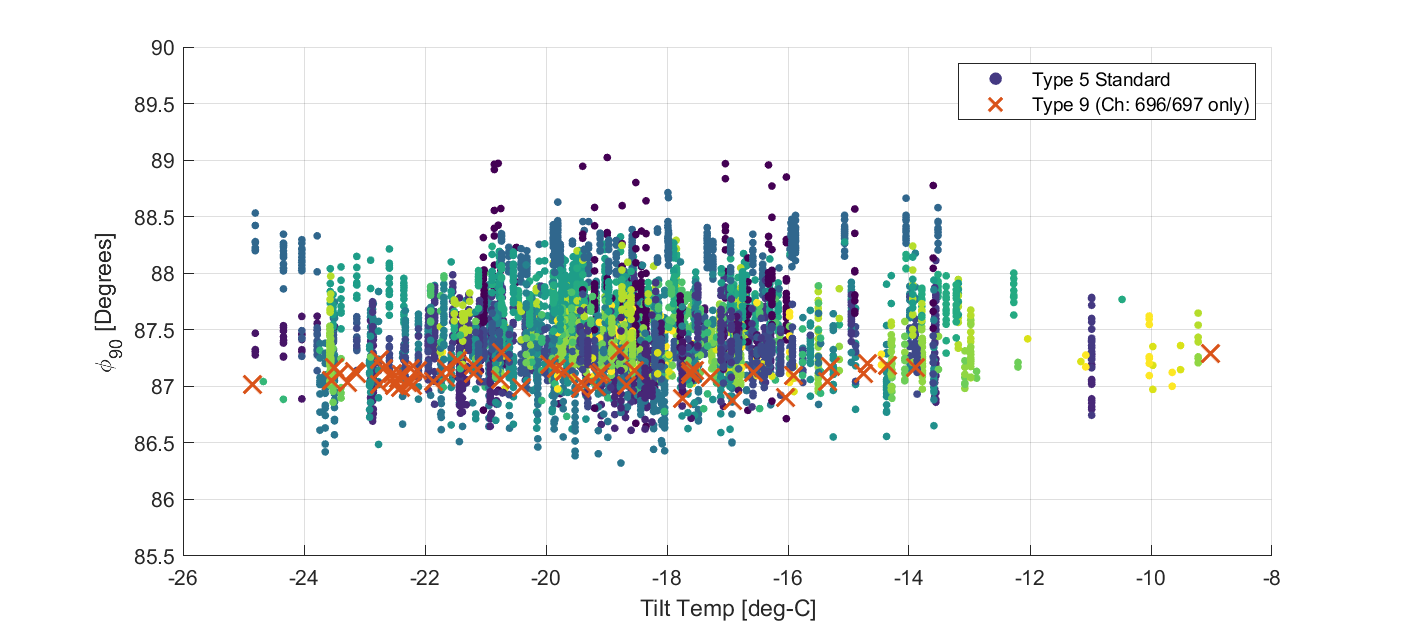 90
89.5
89
88.5
88
87.5
87
86.5
86
85.5
ϕ90 [Degrees]
-26 -24 -22 -20 -18 -16 -14 -12 -10 -8
Tilt Temp [deg-C]
Type 5 Standard
Type 9 (Ch: 696/697 only)